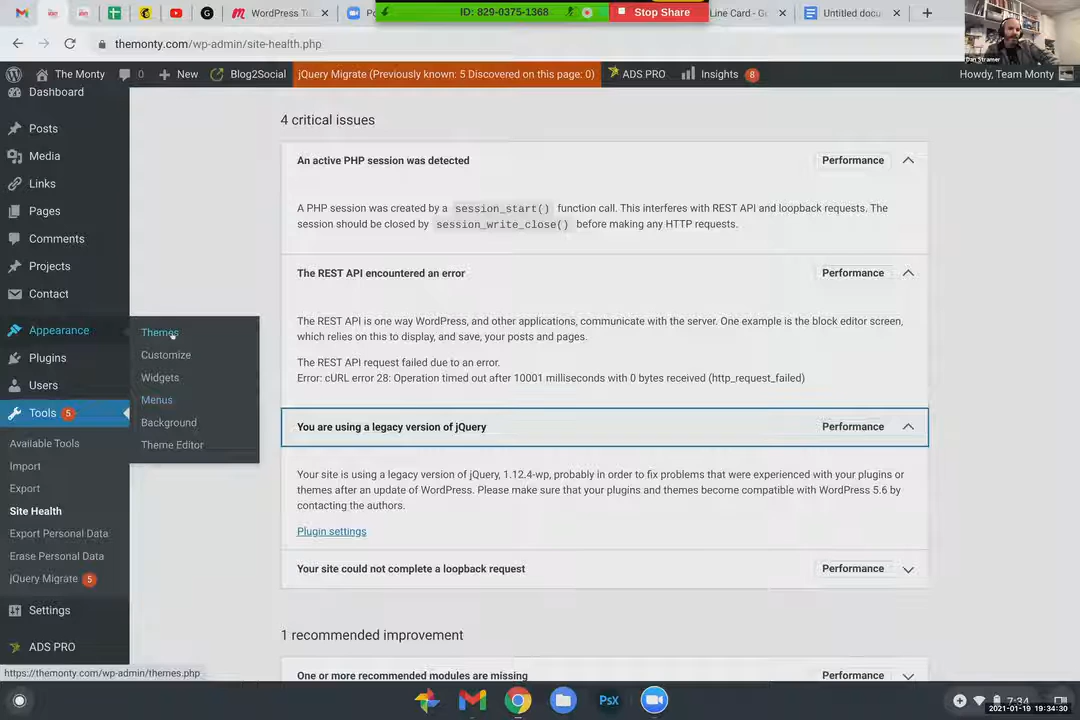 WordPress Tr
Po
ID: 829-0375-1368
Stop Share
Line Card - G
Untitled docu
themonty.com/wp-admin/site-health.php
Dan Stramer
The Monty
0
New
Blog2Social
jQuery Migrate (Previously known: 5 Discovered on this page: 0)
ADS PRO
Insights
8
Howdy, Team Monty
Dashboard
Posts
Media
Links
Pages
Comments
Projects
Contact
Appearance
Plugins
Users
Tools
5
Available Tools
Import
Export
Site Health
Export Personal Data
Erase Personal Data
jQuery Migrate
5
Settings
ADS PRO
Themes
Customize
Widgets
Menus
Background
Theme Editor
4 critical issues
An active PHP session was detected
Performance
A PHP session was created by a session_start() function call. This interferes with REST API and loopback requests. The
session should be closed by session_write_close() before making any HTTP requests.
The REST API encountered an error
Performance
The REST API is one way WordPress, and other applications, communicate with the server. One example is the block editor screen,
which relies on this to display, and save, your posts and pages.
The REST API request failed due to an error.
Error: cURL error 28: Operation timed out after 10001 milliseconds with 0 bytes received (http_request_failed)
You are using a legacy version of jQuery
Performance
Your site is using a legacy version of jQuery, 1.12.4-wp, probably in order to fix problems that were experienced with your plugins or
themes after an update of WordPress. Please make sure that your plugins and themes become compatible with WordPress 5.6 by
contacting the authors.
Plugin settings
Your site could not complete a loopback request
Performance
1 recommended improvement
One or more recommended modules are missing
Performance
https://themonty.com/wp-admin/themes.php
PsX
7:34
2021-01-19 19:34:30